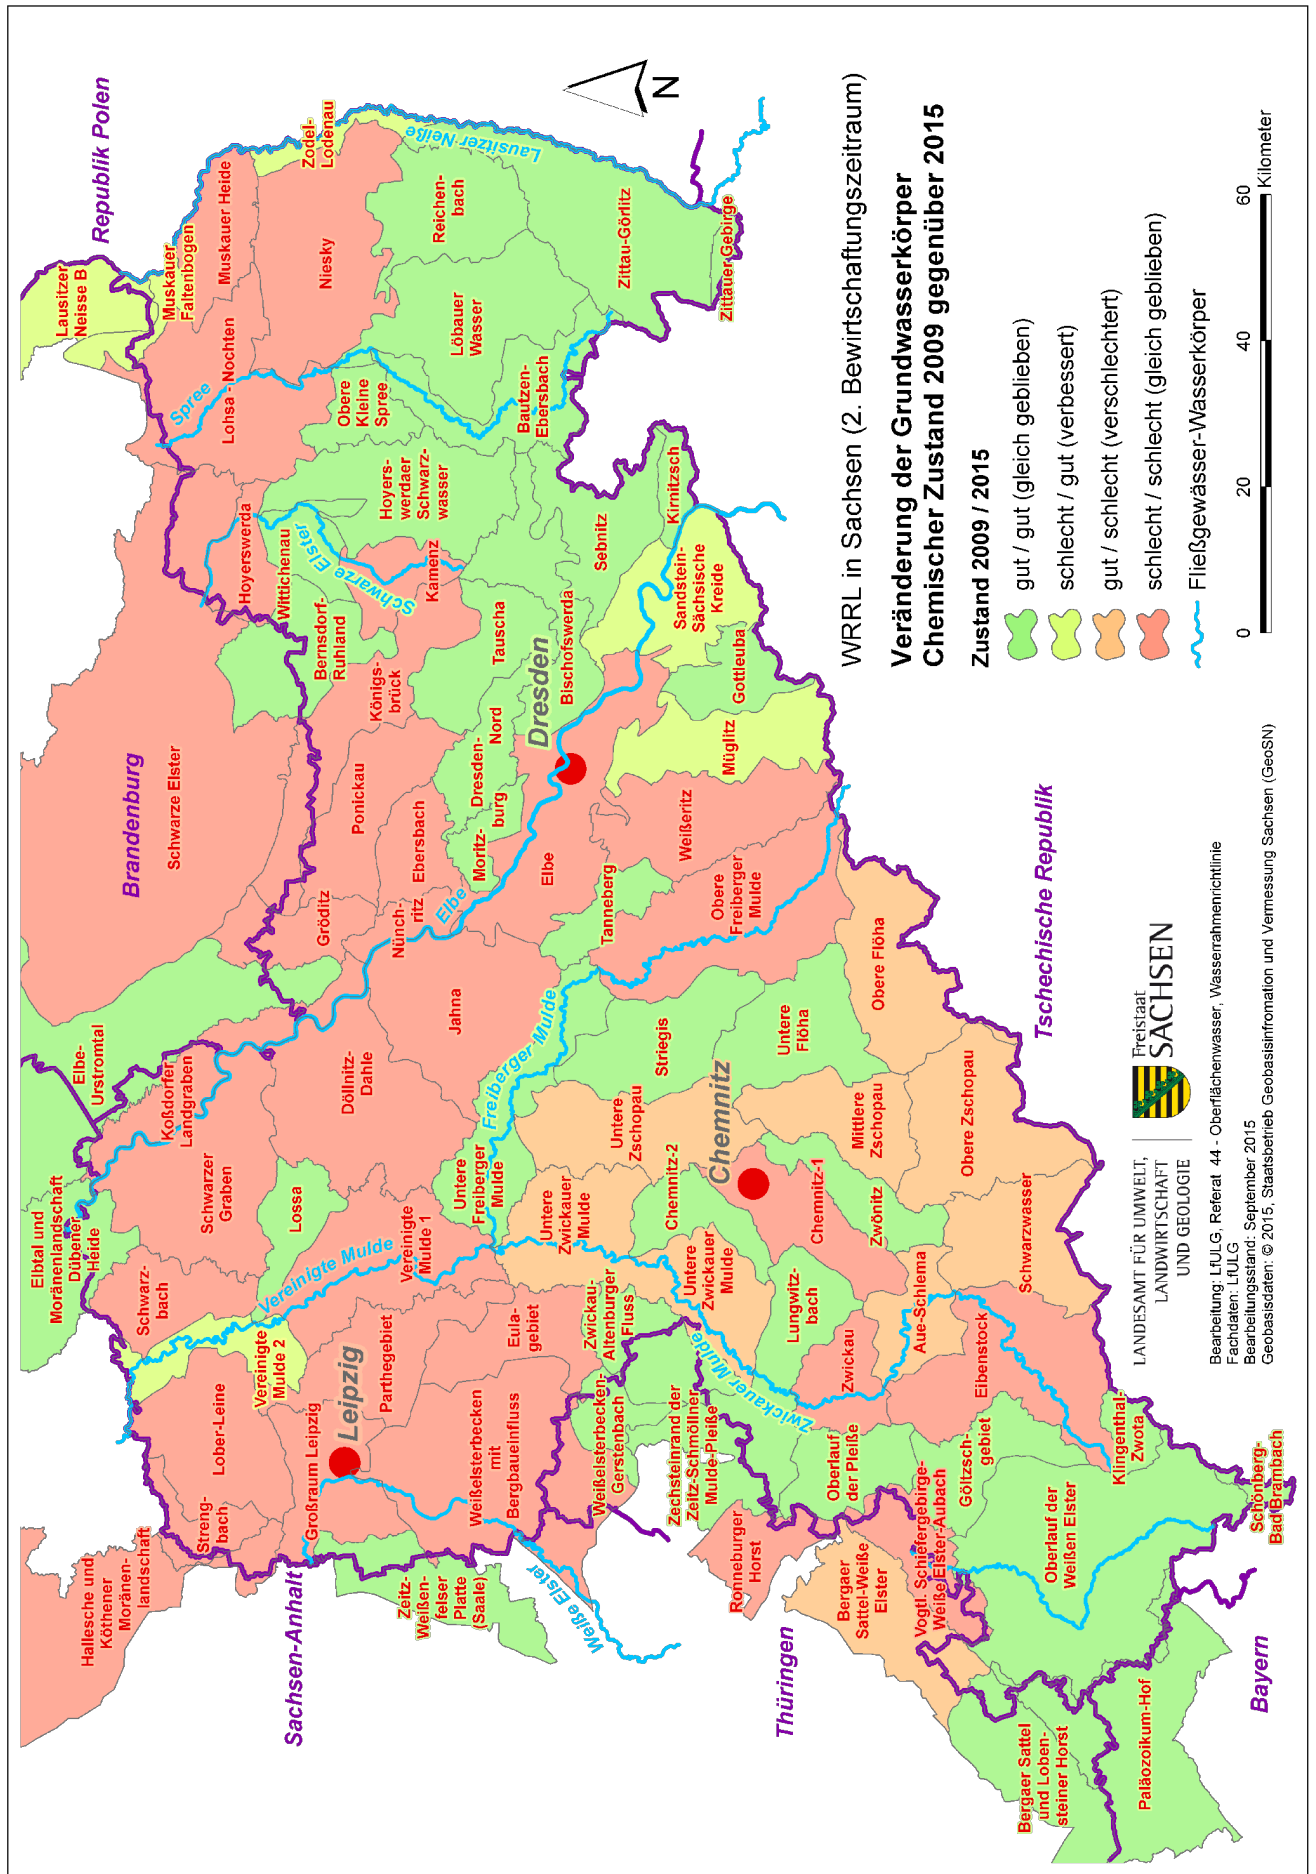 Republik Polen
Brandenburg
Sachsen-Anhalt
Thüringen
Bayern
Tschechische Republik
Lausitzer
Neisse B
Muskauer
Faltenbogen
Muskauer Heide
Zodel-
Lodenau
Lausitzer Neiße
Spree
Lohsa - Nochten
Niesky
Reichen-
bach
Löbauer
Wasser
Zittau-Görlitz
Zittauer Gebirge
Obere
Kleine
Spree
Bautzen-
Ebersbach
Hoyerswerda
Wittichenau
Schwarze Elster
Hoyers-
werdaer
Schwarz-
wasser
Kamenz
Bernsdorf-
Ruhland
Königs-
brück
Tauscha
Bischofswerda
Sebnitz
Kirnitzsch
Sandstein-
Sächsische
Kreide
Gottleuba
Müglitz
Dresden
Schwarze Elster
Ponickau
Ebersbach
Gröditz
Nünch-
ritz
Elbe
Moritz-
burg
Dresden-
Nord
Elbe
Weißeritz
Tanneberg
Obere
Freiberger
Mulde
Obere Flöha
Elbe-
Urstromtal
Elbtal und
Moränenlandschaft
Dübener
Heide
Koßdorfer
Landgraben
Schwarzer
Graben
Schwarz-
bach
Döllnitz-
Dahle
Jahna
Lossa
Freiberger Mulde
Untere
Freiberger
Mulde
Striegis
Untere
Flöha
Untere
Zschopau
Mittlere
Zschopau
Obere Zschopau
Chemnitz
Chemnitz-2
Chemnitz-1
Zwönitz
Schwarzwasser
Vereinigte Mulde
Vereinigte
Mulde 1
Vereinigte
Mulde 2
Untere
Zwickauer
Mulde
Untere
Zwickauer
Mulde
Lungwitz-
bach
Zwickau
Aue-Schlema
Eibenstock
Zwickauer Mulde
Lober-Leine
Streng-
bach
Hallesche und
Köthener
Moränen-
landschaft
Großraum Leipzig
Leipzig
Parthegebiet
Eula-
gebiet
Weißelsterbecken
mit
Bergbaueinfluss
Zwickau-
Altenburger
Fluss
Weißelsterbecken-
Gerstenbach
Zechsteinrand der
Zeitz-Schmöllner
Mulde-Pleiße
Zeitz-
Weißen-
felser
Platte
(Saale)
Weiße Elster
Ronneburger
Horst
Oberlauf
der Pleiße
Göltzsch-
gebiet
Klingenthal-
Zwota
Bergaer
Sattel-Weiße
Elster
Vogtl. Schiefergebirge-
Weiße Elster-Aubach
Oberlauf der
Weißen Elster
Schönberg-
Bad Brambach
Bergaer Sattel
und Loben-
steiner Horst
Paläozoikum-Hof
N
WRRL in Sachsen (2. Bewirtschaftungszeitraum)
Veränderung der Grundwasserkörper
Chemischer Zustand 2009 gegenüber 2015
Zustand 2009 / 2015
gut / gut (gleich geblieben)
schlecht / gut (verbessert)
gut / schlecht (verschlechtert)
schlecht / schlecht (gleich geblieben)
Fließgewässer-Wasserkörper
0 20 40 60
Kilometer
LANDESAMT FÜR UMWELT,
LANDWIRTSCHAFT
UND GEOLOGIE
Freistaat
SACHSEN
Bearbeitung: LfULG, Referat 44 - Oberflächenwasser, Wasserrahmenrichtlinie
Fachdaten: LfULG
Bearbeitungsstand: September 2015
Geobasisdaten: © 2015, Staatsbetrieb Geobasisinfromation und Vermessung Sachsen (GeoSN)